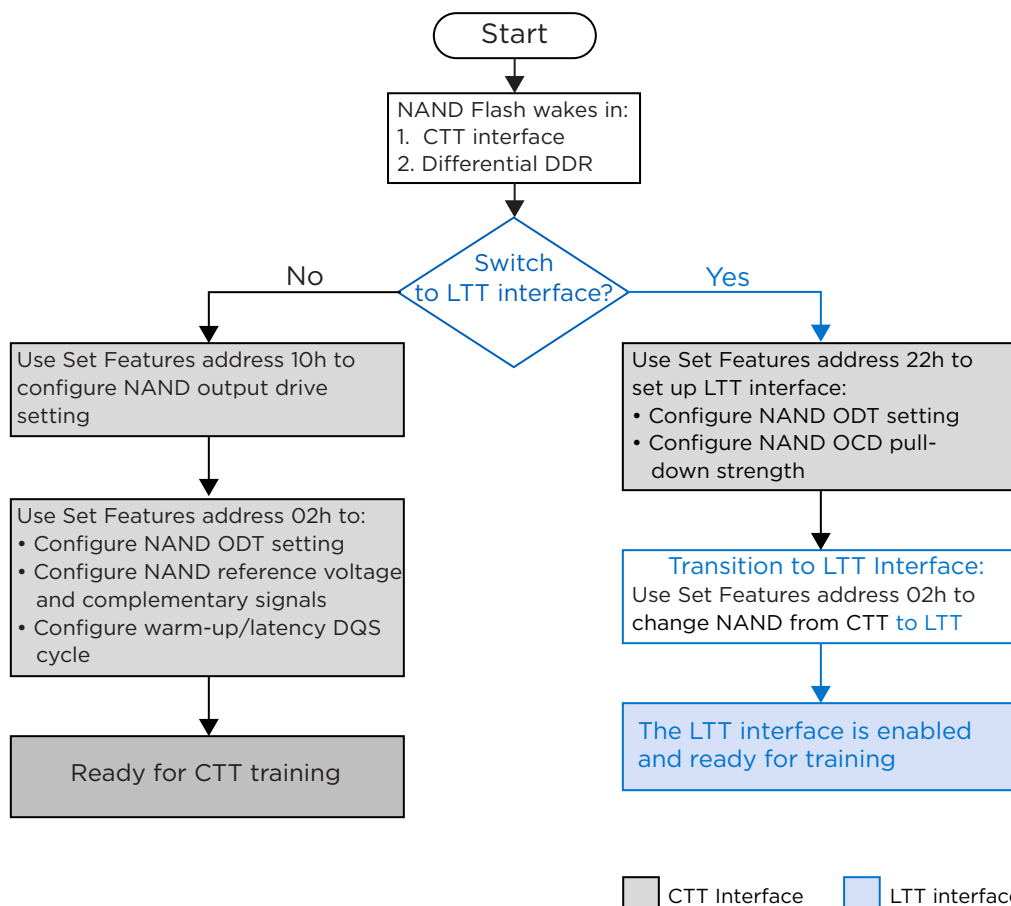 Start
NAND Flash wakes in:
1. CTT interface
2. Differential DDR
Switch
to LTT interface?
No
Yes
Use Set Features address 10h to
configure NAND output drive
setting
Use Set Features address 02h to:
• Configure NAND ODT setting
• Configure NAND reference voltage
and complementary signals
• Configure warm-up/latency DQS
cycle
Ready for CTT training
Use Set Features address 22h to
set up LTT interface:
• Configure NAND ODT setting
• Configure NAND OCD pull-
down strength
Transition to LTT Interface:
Use Set Features address 02h to
change NAND from CTT to LTT
The LTT interface is enabled
and ready for training
CTT Interface
LTT interface